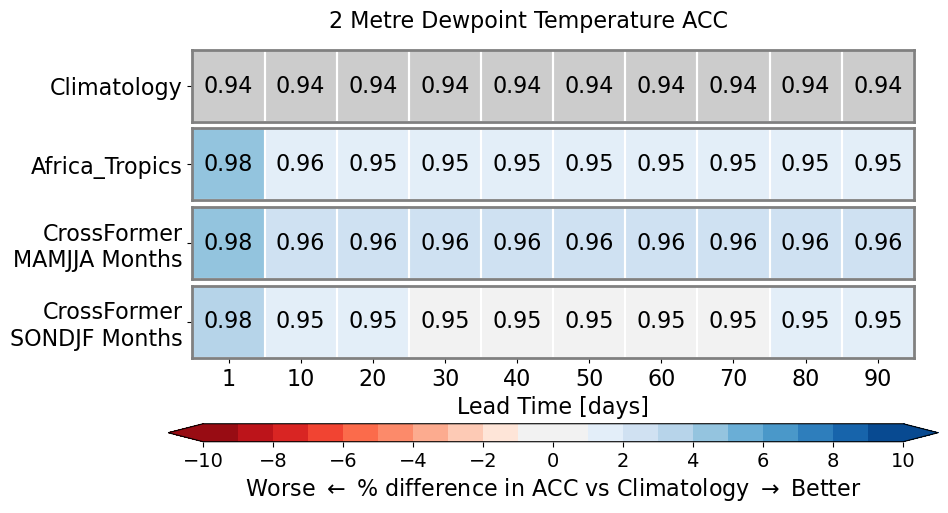 2 Metre Dewpoint Temperature ACC
Climatology 0.94 0.94 0.94 0.94 0.94 0.94 0.94 0.94 0.94 0.94
Africa_Tropics 0.98 0.96 0.95 0.95 0.95 0.95 0.95 0.95 0.95 0.95
CrossFormer
MAMJJA Months 0.98 0.96 0.96 0.96 0.96 0.96 0.96 0.96 0.96 0.96
CrossFormer
SONDJF Months 0.98 0.95 0.95 0.95 0.95 0.95 0.95 0.95 0.95 0.95
1 10 20 30 40 50 60 70 80 90
Lead Time [days]
−10 −8 −6 −4 −2 0 2 4 6 8 10
Worse ← % difference in ACC vs Climatology → Better